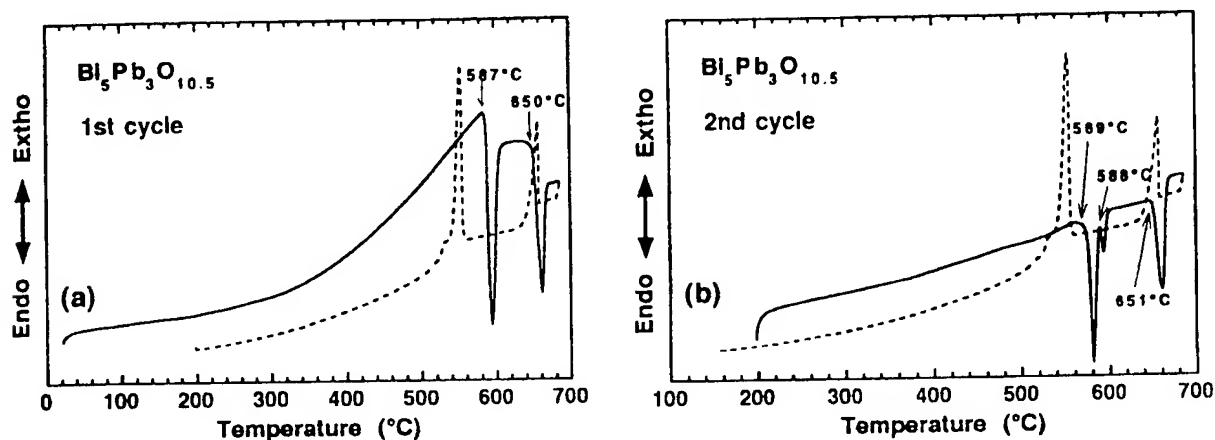 Endo ↔ Extho
Bi₅Pb₃O₁₀.₅
1st cycle
587°C
650°C
(a)
0 100 200 300 400 500 600 700
Temperature (°C)
Endo ↔ Extho
Bi₅Pb₃O₁₀.₅
2nd cycle
569°C
588°C
651°C
(b)
100 200 300 400 500 600 700
Temperature (°C)